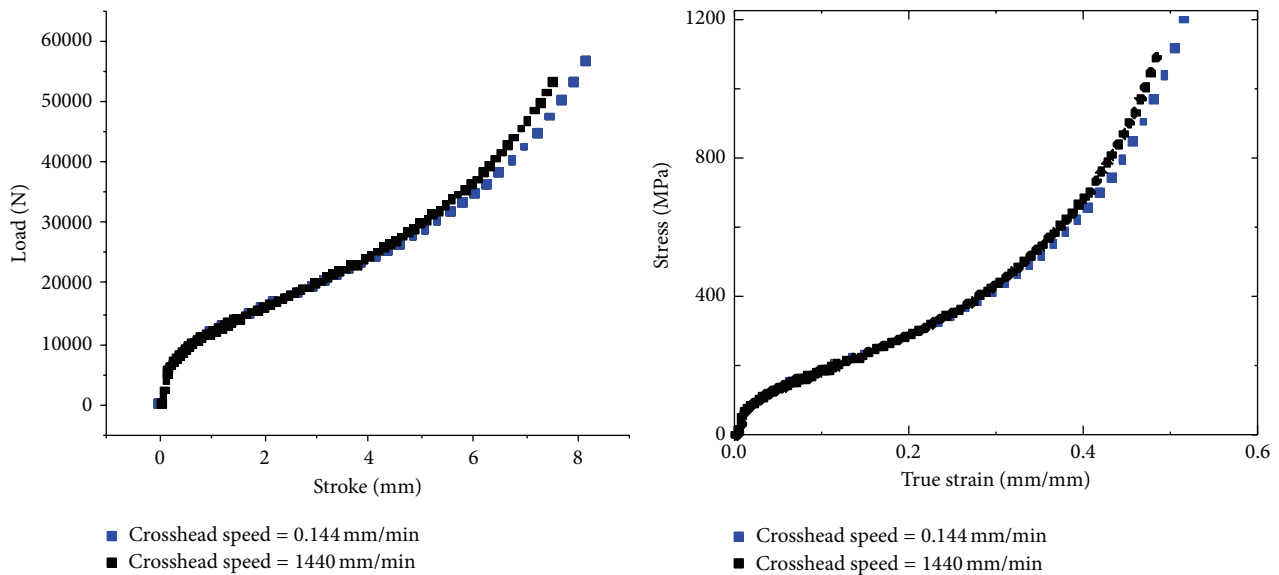 60000
50000
40000
30000
20000
10000
0
Load (N)
0 2 4 6 8
Stroke (mm)
Crosshead speed = 0.144 mm/min
Crosshead speed = 1440 mm/min
1200
800
400
0
Stress (MPa)
0.0 0.2 0.4 0.6
True strain (mm/mm)
Crosshead speed = 0.144 mm/min
Crosshead speed = 1440 mm/min